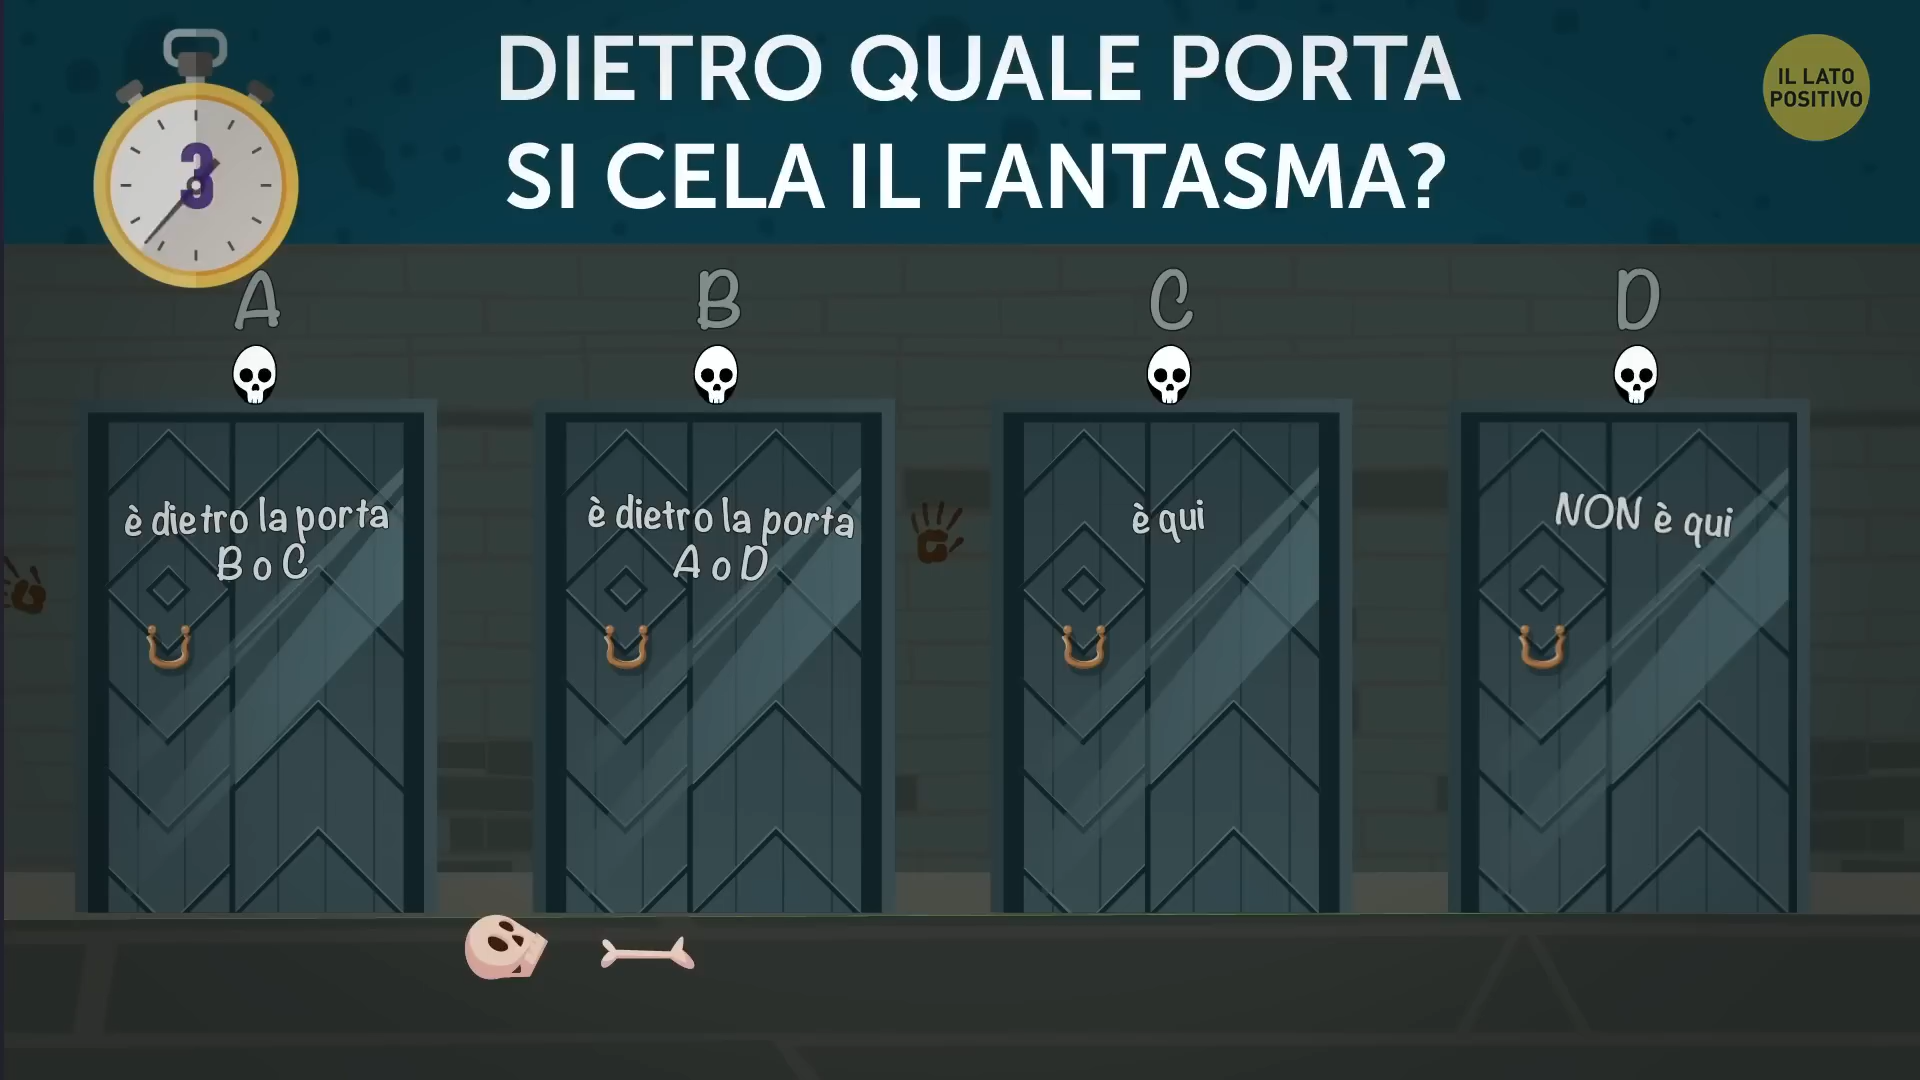 DIETRO QUALE PORTA
SI CELA IL FANTASMA?
IL LATO
POSITIVO
3
A
B
C
D
è dietro la porta
B o C
è dietro la porta
A o D
è qui
NON è qui